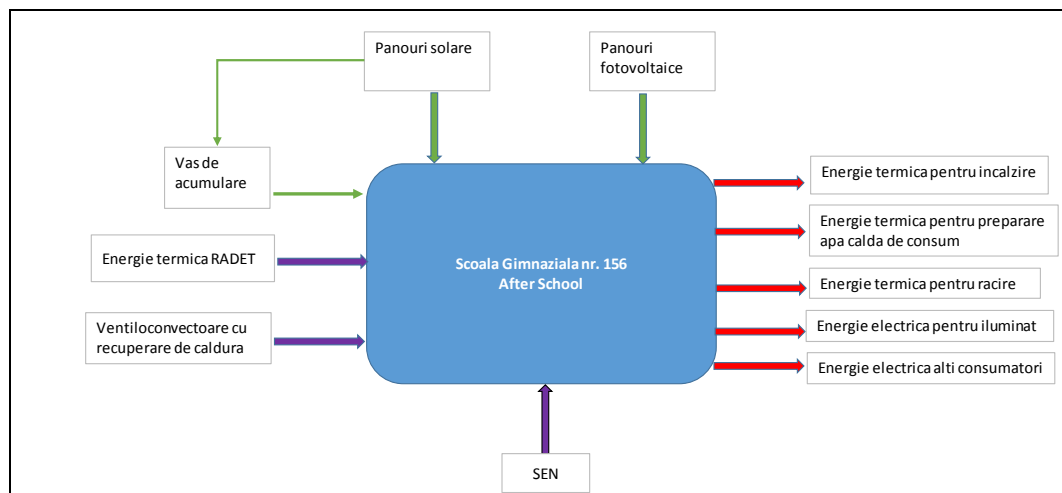 Panouri solare
Panouri
fotovoltaice
Vas de
acumulare
Energie termica RADET
Ventiloconvectoare cu
recuperare de caldura
Scoala Gimnaziala nr. 156
After School
SEN
Energie termica pentru incalzire
Energie termica pentru preparare
apa calda de consum
Energie termica pentru racire
Energie electrica pentru iluminat
Energie electrica alti consumatori